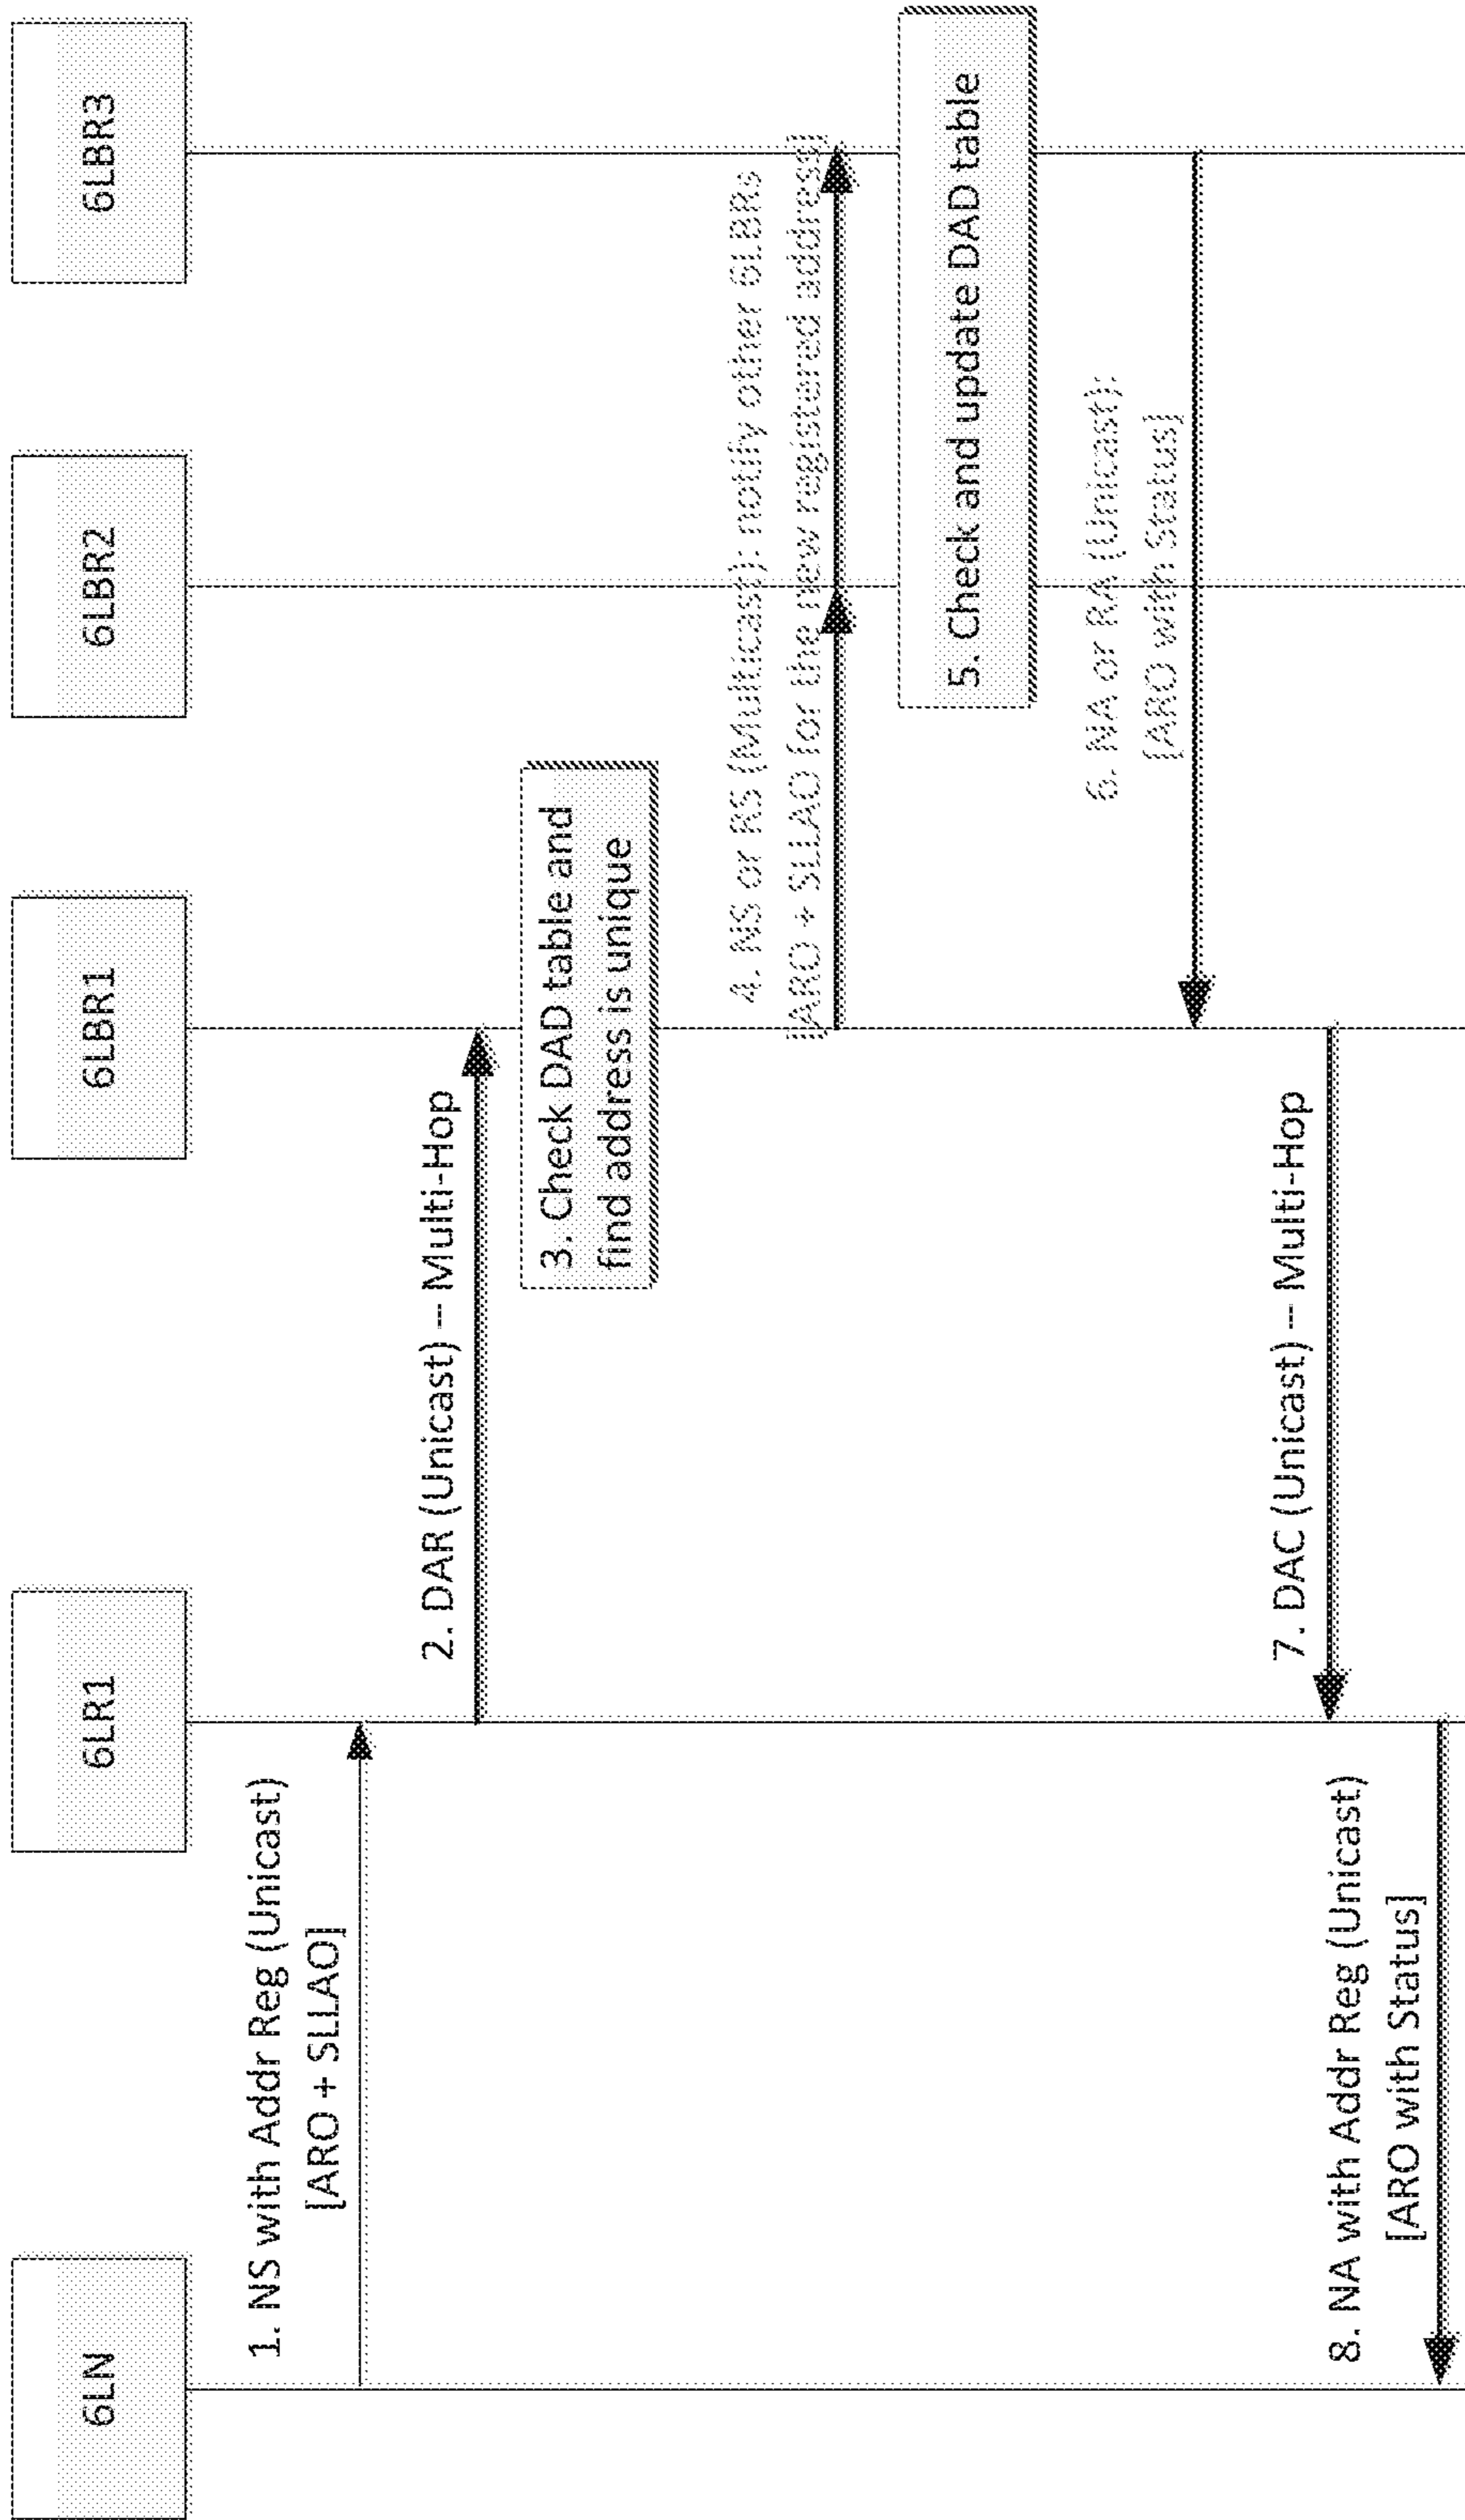 6LN
6LR1
6LBR1
6LBR2
6LBR3
1. NS with Addr Reg (Unicast)
[ARO + SLLAO]
2. DAR (Unicast) -- Multi-Hop
3. Check DAD table and
find address is unique
4. NS or RS (Multicast): notify other 6LBRs
[ARO + SLLAO for the new registered address]
5. Check and update DAD table
6. NA or RA (Unicast):
[ARO with Status]
7. DAC (Unicast) -- Multi-Hop
8. NA with Addr Reg (Unicast)
[ARO with Status]